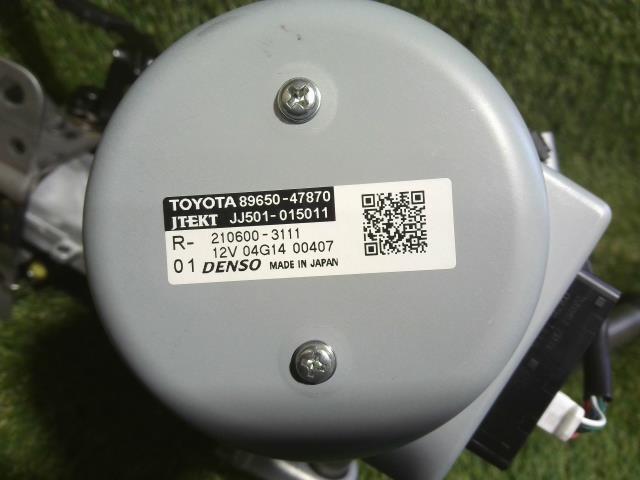 TOYOTA 89650-47870
JTEKT JJ501-015011
R- 210600-3111
12V 04G14 00407
01 DENSO MADE IN JAPAN